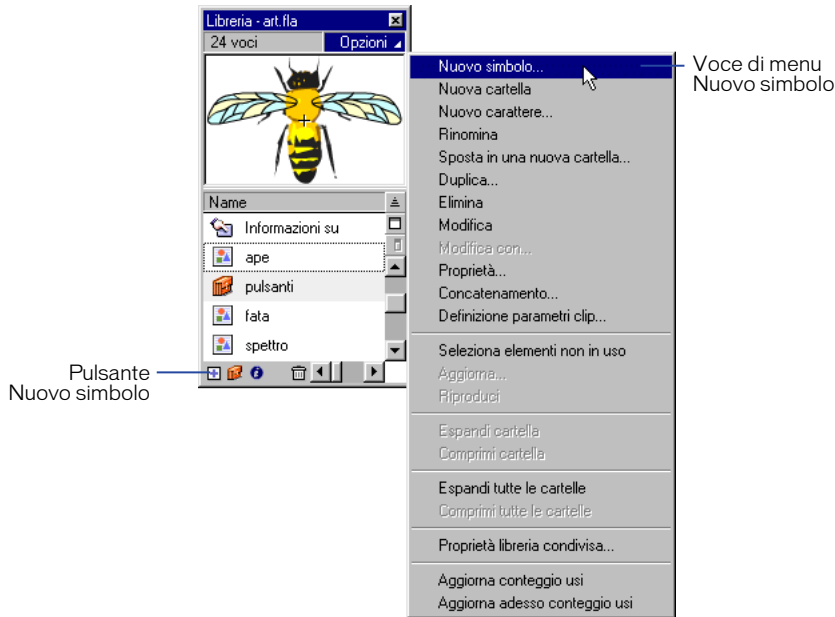 Libreria - art.fla
24 voci
Opzioni
Name
Informazioni su
ape
pulsanti
fata
spettro
Pulsante
Nuovo simbolo
Nuovo simbolo...
Nuova cartella
Nuovo carattere...
Rinomina
Sposta in una nuova cartella...
Duplica...
Elimina
Modifica
Modifica con...
Proprietà...
Concatenamento...
Definizione parametri clip...
Seleziona elementi non in uso
Aggiorna...
Riproduci
Espandi cartella
Comprimi cartella
Espandi tutte le cartelle
Comprimi tutte le cartelle
Proprietà libreria condivisa...
Aggiorna conteggio usi
Aggiorna adesso conteggio usi
Voce di menu
Nuovo simbolo